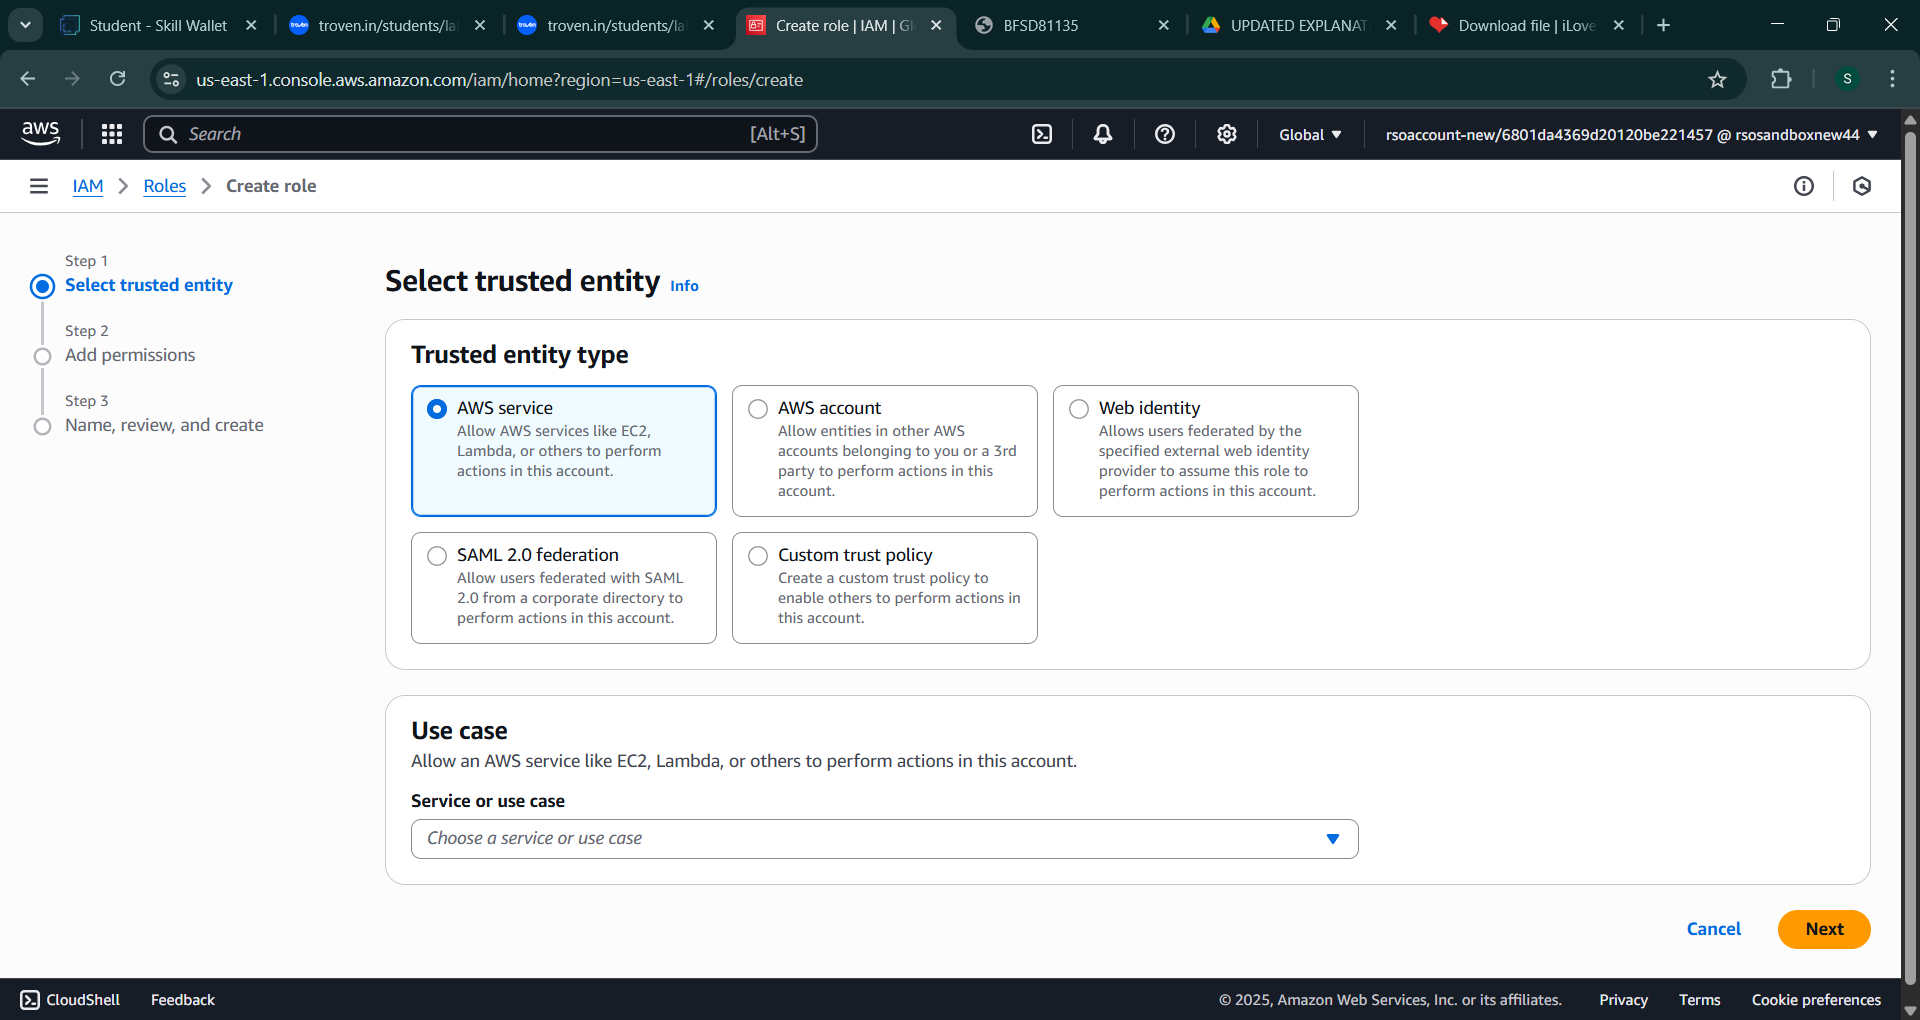 Student - Skill Wallet
troven.in/students/la
troven.in/students/la
Create role | IAM | Gl
BFSD81135
UPDATED EXPLANAT
Download file | iLove
us-east-1.console.aws.amazon.com/iam/home?region=us-east-1#/roles/create
S
aws
Search
[Alt+S]
Global
rsoaccount-new/6801da4369d20120be221457 @ rsosandboxnew44
IAM > Roles > Create role
Step 1
Select trusted entity
Step 2
Add permissions
Step 3
Name, review, and create
Select trusted entity Info
Trusted entity type
AWS service
Allow AWS services like EC2,
Lambda, or others to perform
actions in this account.
AWS account
Allow entities in other AWS
accounts belonging to you or a 3rd
party to perform actions in this
account.
Web identity
Allows users federated by the
specified external web identity
provider to assume this role to
perform actions in this account.
SAML 2.0 federation
Allow users federated with SAML
2.0 from a corporate directory to
perform actions in this account.
Custom trust policy
Create a custom trust policy to
enable others to perform actions in
this account.
Use case
Allow an AWS service like EC2, Lambda, or others to perform actions in this account.
Service or use case
Choose a service or use case
Cancel
Next
CloudShell
Feedback
© 2025, Amazon Web Services, Inc. or its affiliates.
Privacy
Terms
Cookie preferences